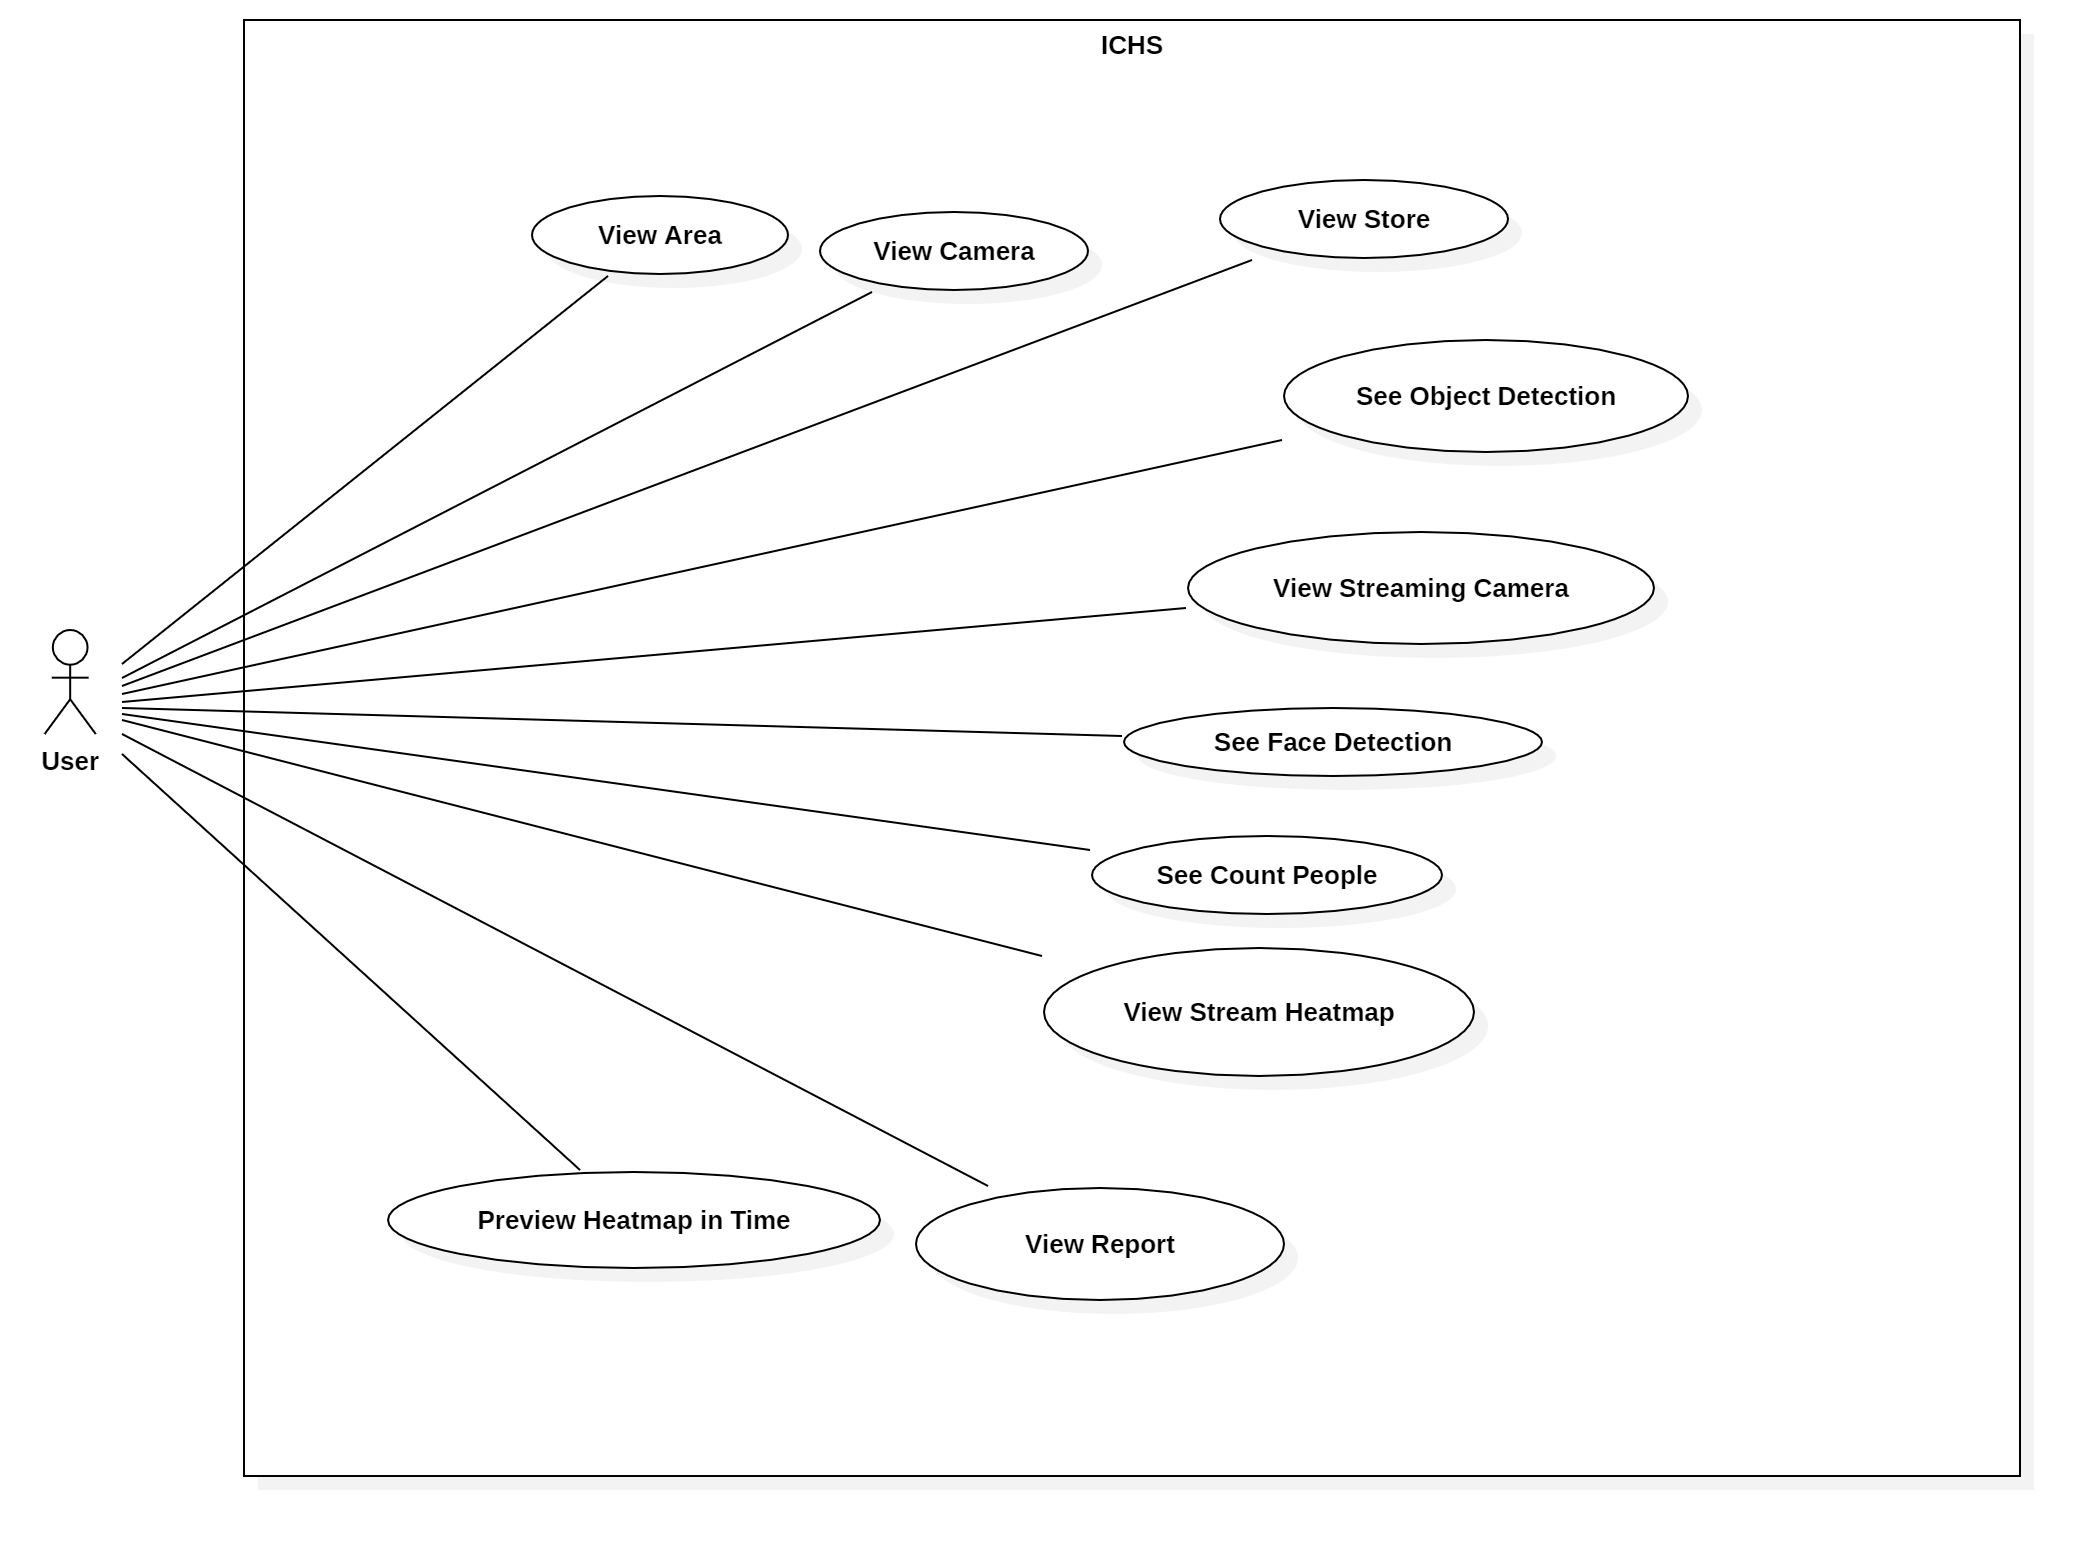 ICHS
View Area
View Camera
View Store
See Object Detection
View Streaming Camera
User
See Face Detection
See Count People
View Stream Heatmap
Preview Heatmap in Time
View Report